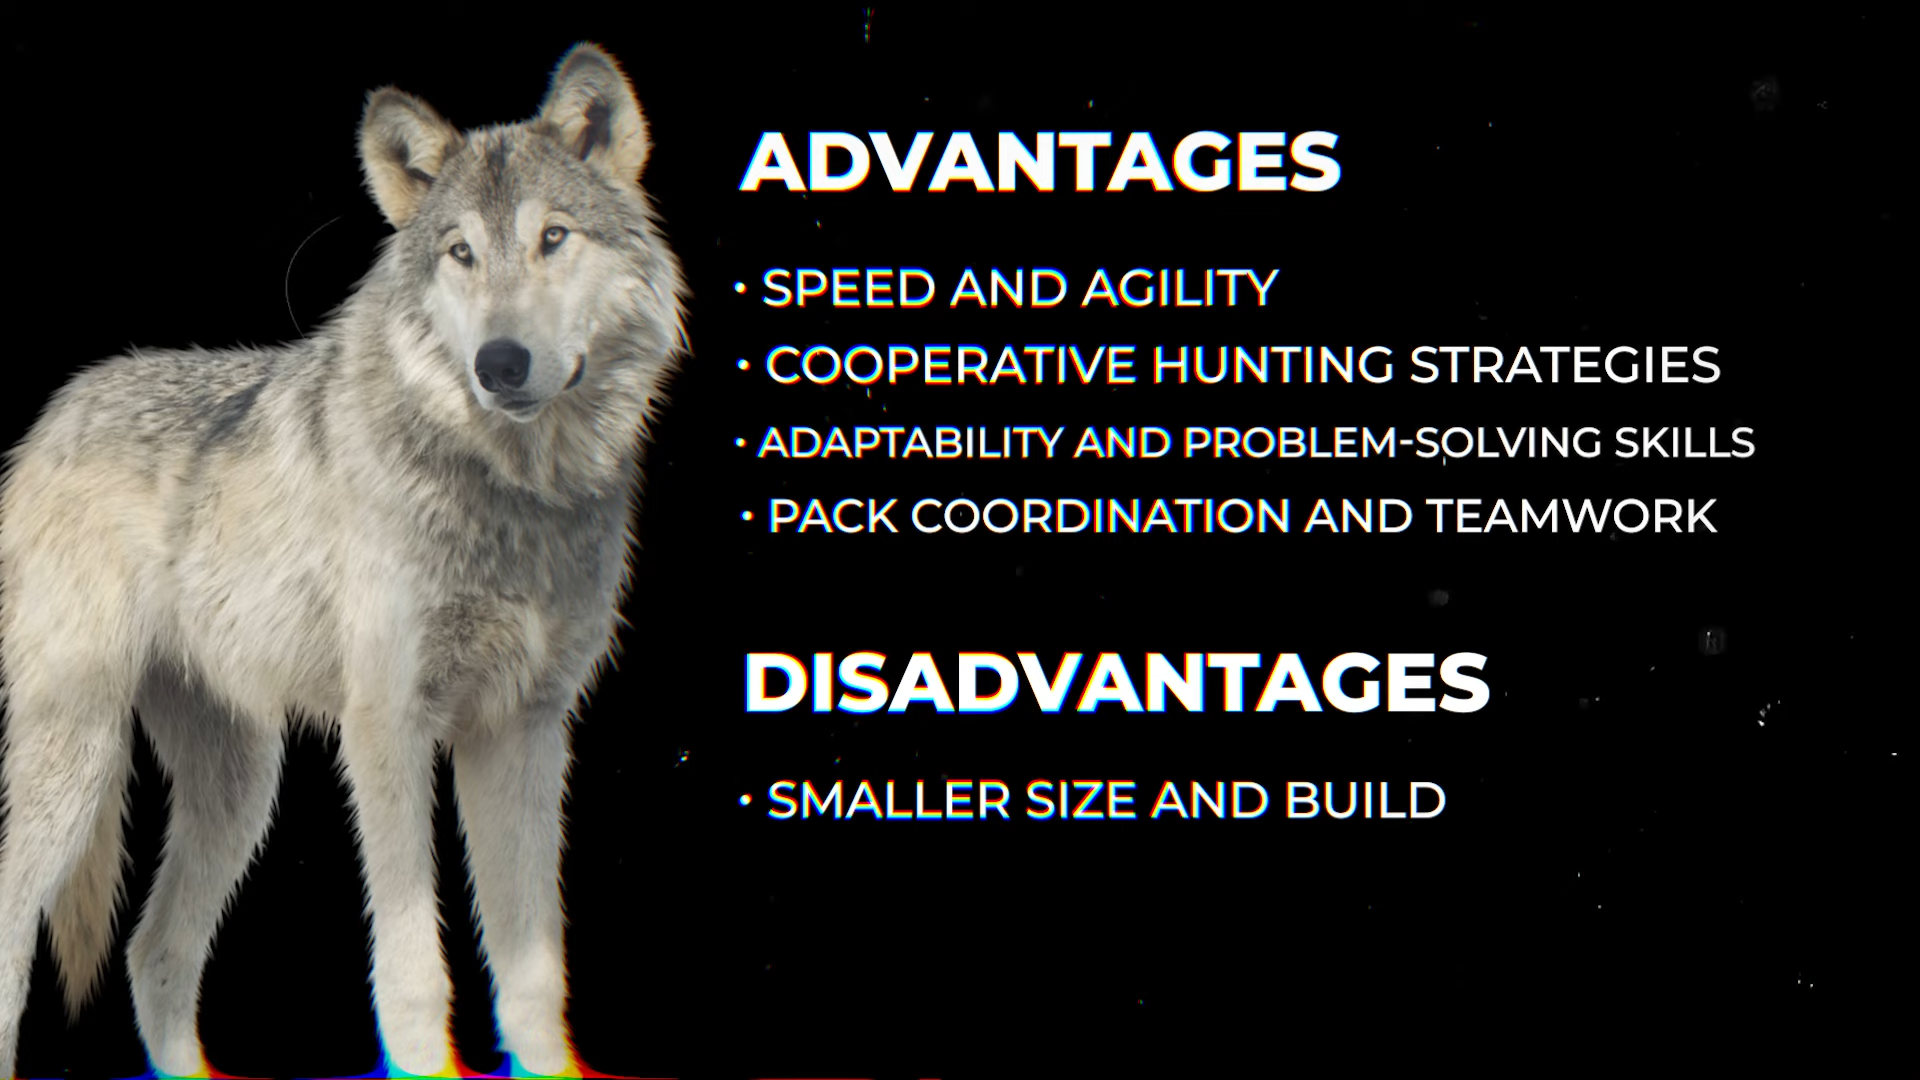 ADVANTAGES
• SPEED AND AGILITY
• COOPERATIVE HUNTING STRATEGIES
• ADAPTABILITY AND PROBLEM-SOLVING SKILLS
• PACK COORDINATION AND TEAMWORK
DISADVANTAGES
• SMALLER SIZE AND BUILD